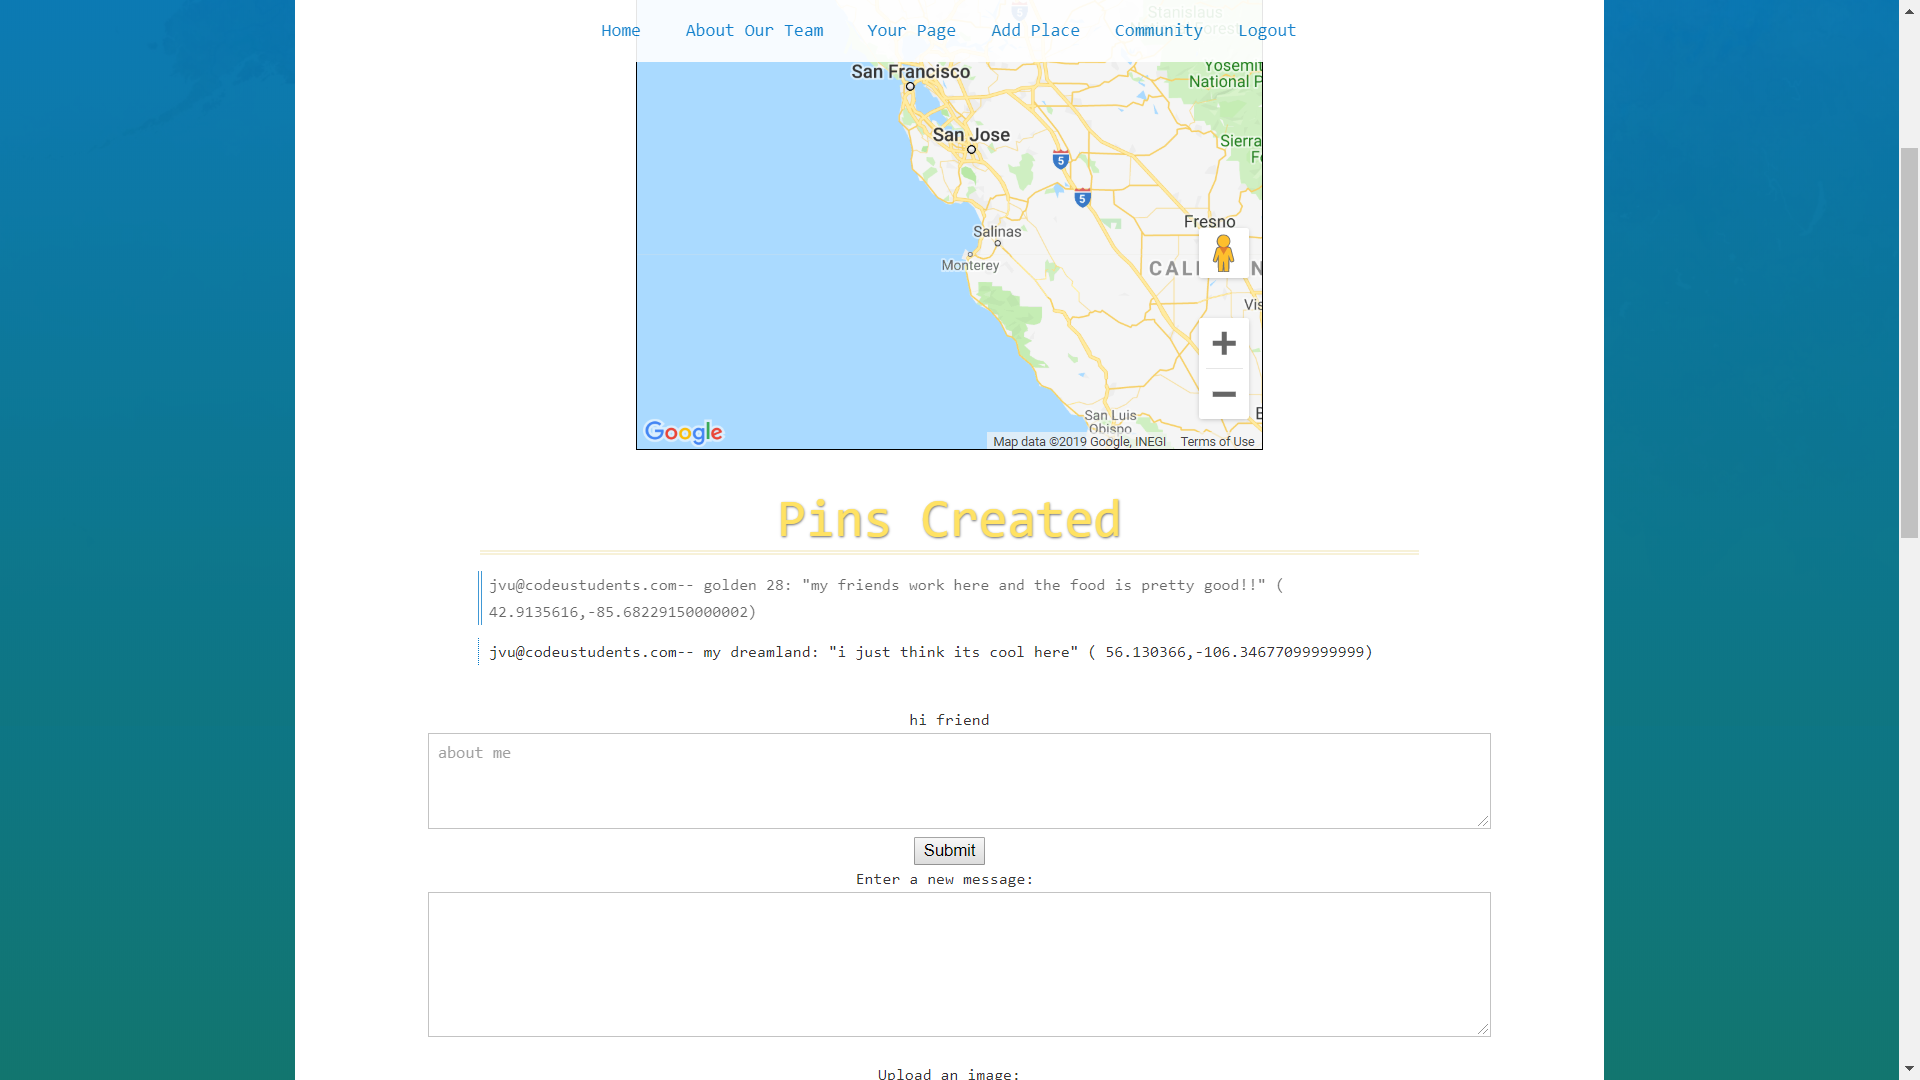 Home About Our Team Your Page Add Place Community Logout
Stanislaus
San Francisco
Yosemit
National P
San Jose
5
Sierra
5
Fresno
Salinas
Monterey
CALI N
Vis
San Luis
Obispo
Google
Map data ©2019 Google, INEGI Terms of Use
Pins Created
jvu@codeustudents.com-- golden 28: "my friends work here and the food is pretty good!!" (
42.9135616,-85.68229150000002)
jvu@codeustudents.com-- my dreamland: "i just think its cool here" ( 56.130366,-106.34677099999999)
hi friend
about me
Submit
Enter a new message:
Upload an image: